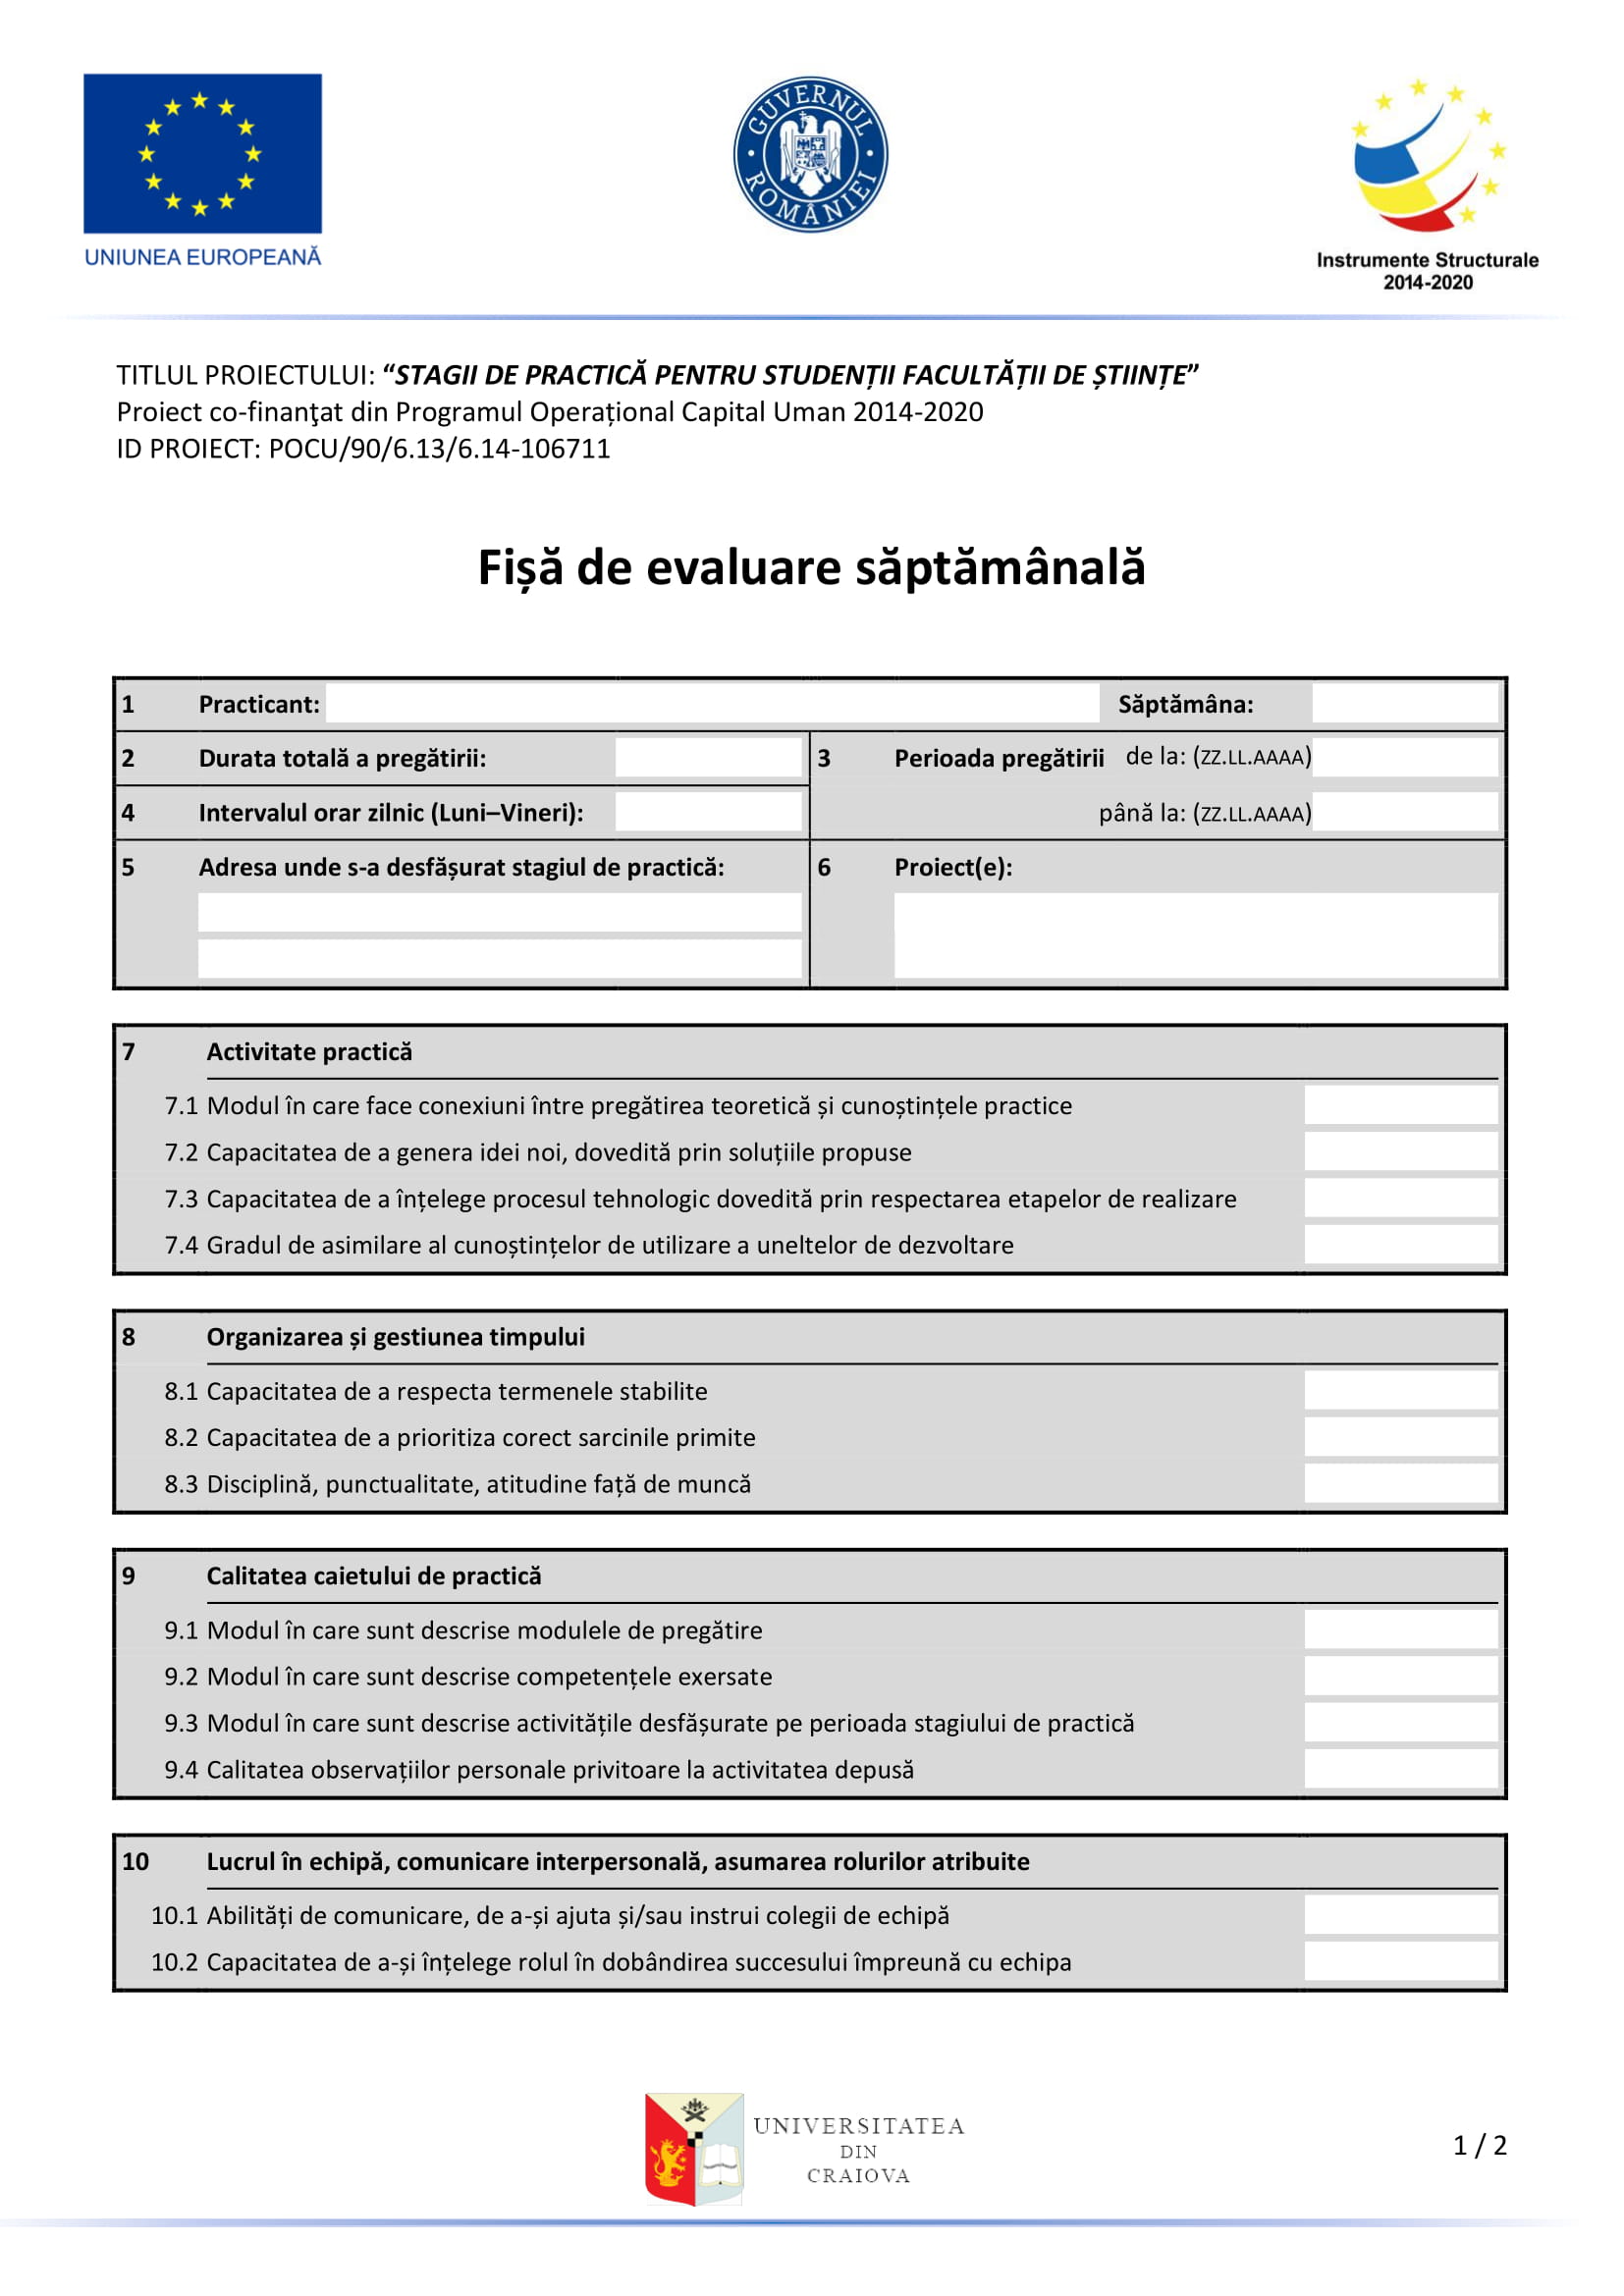 UNIUNEA EUROPEANĂ
GUVERNUL ROMÂNIEI
Instrumente Structurale
2014-2020
TITLUL PROIECTULUI: “STAGII DE PRACTICĂ PENTRU STUDENȚII FACULTĂȚII DE ȘTIINȚE”
Proiect co-finanţat din Programul Operațional Capital Uman 2014-2020
ID PROIECT: POCU/90/6.13/6.14-106711
Fișă de evaluare săptămânală
1 Practicant: Săptămâna:
2 Durata totală a pregătirii: 3 Perioada pregătirii de la: (ZZ.LL.AAAA)
4 Intervalul orar zilnic (Luni–Vineri): până la: (ZZ.LL.AAAA)
5 Adresa unde s-a desfășurat stagiul de practică: 6 Proiect(e):
7 Activitate practică
7.1 Modul în care face conexiuni între pregătirea teoretică și cunoștințele practice
7.2 Capacitatea de a genera idei noi, dovedită prin soluțiile propuse
7.3 Capacitatea de a înțelege procesul tehnologic dovedită prin respectarea etapelor de realizare
7.4 Gradul de asimilare al cunoștințelor de utilizare a uneltelor de dezvoltare
8 Organizarea și gestiunea timpului
8.1 Capacitatea de a respecta termenele stabilite
8.2 Capacitatea de a prioritiza corect sarcinile primite
8.3 Disciplină, punctualitate, atitudine față de muncă
9 Calitatea caietului de practică
9.1 Modul în care sunt descrise modulele de pregătire
9.2 Modul în care sunt descrise competențele exersate
9.3 Modul în care sunt descrise activitățile desfășurate pe perioada stagiului de practică
9.4 Calitatea observațiilor personale privitoare la activitatea depusă
10 Lucrul în echipă, comunicare interpersonală, asumarea rolurilor atribuite
10.1 Abilități de comunicare, de a-și ajuta și/sau instrui colegii de echipă
10.2 Capacitatea de a-și înțelege rolul în dobândirea succesului împreună cu echipa
UNIVERSITATEA
DIN
CRAIOVA
1 / 2